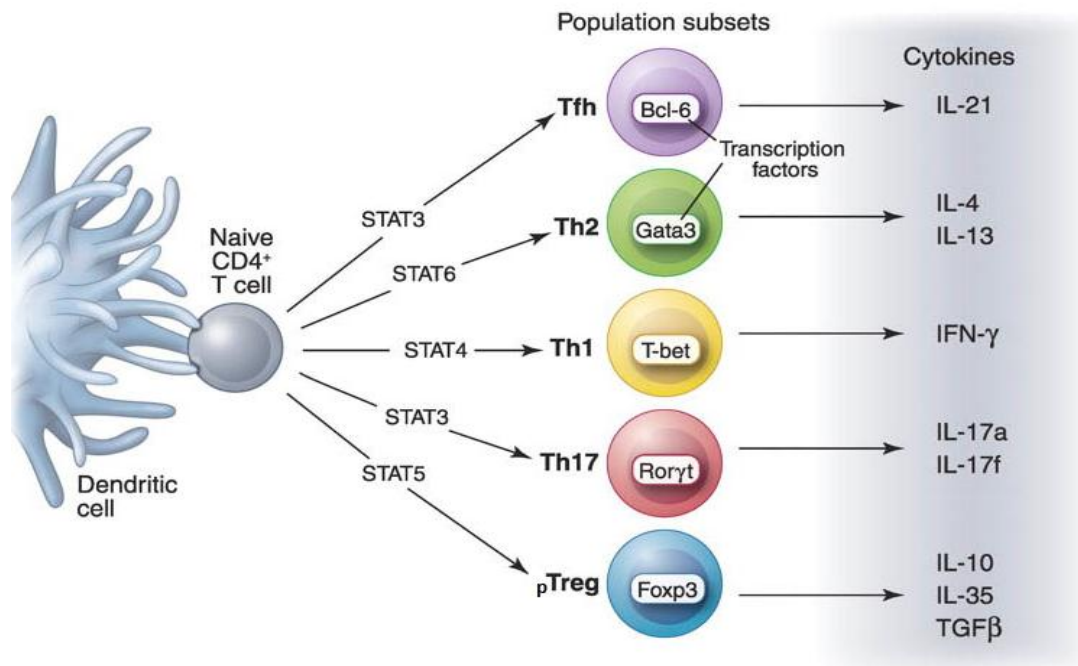 Population subsets
Cytokines
Tfh
Bcl-6
IL-21
Transcription
factors
STAT3
Naive
CD4+
T cell
STAT6
Th2
Gata3
IL-4
IL-13
STAT4
Th1
T-bet
IFN-γ
STAT3
Th17
Rorγt
IL-17a
IL-17f
STAT5
Dendritic
cell
pTreg
Foxp3
IL-10
IL-35
TGFβ